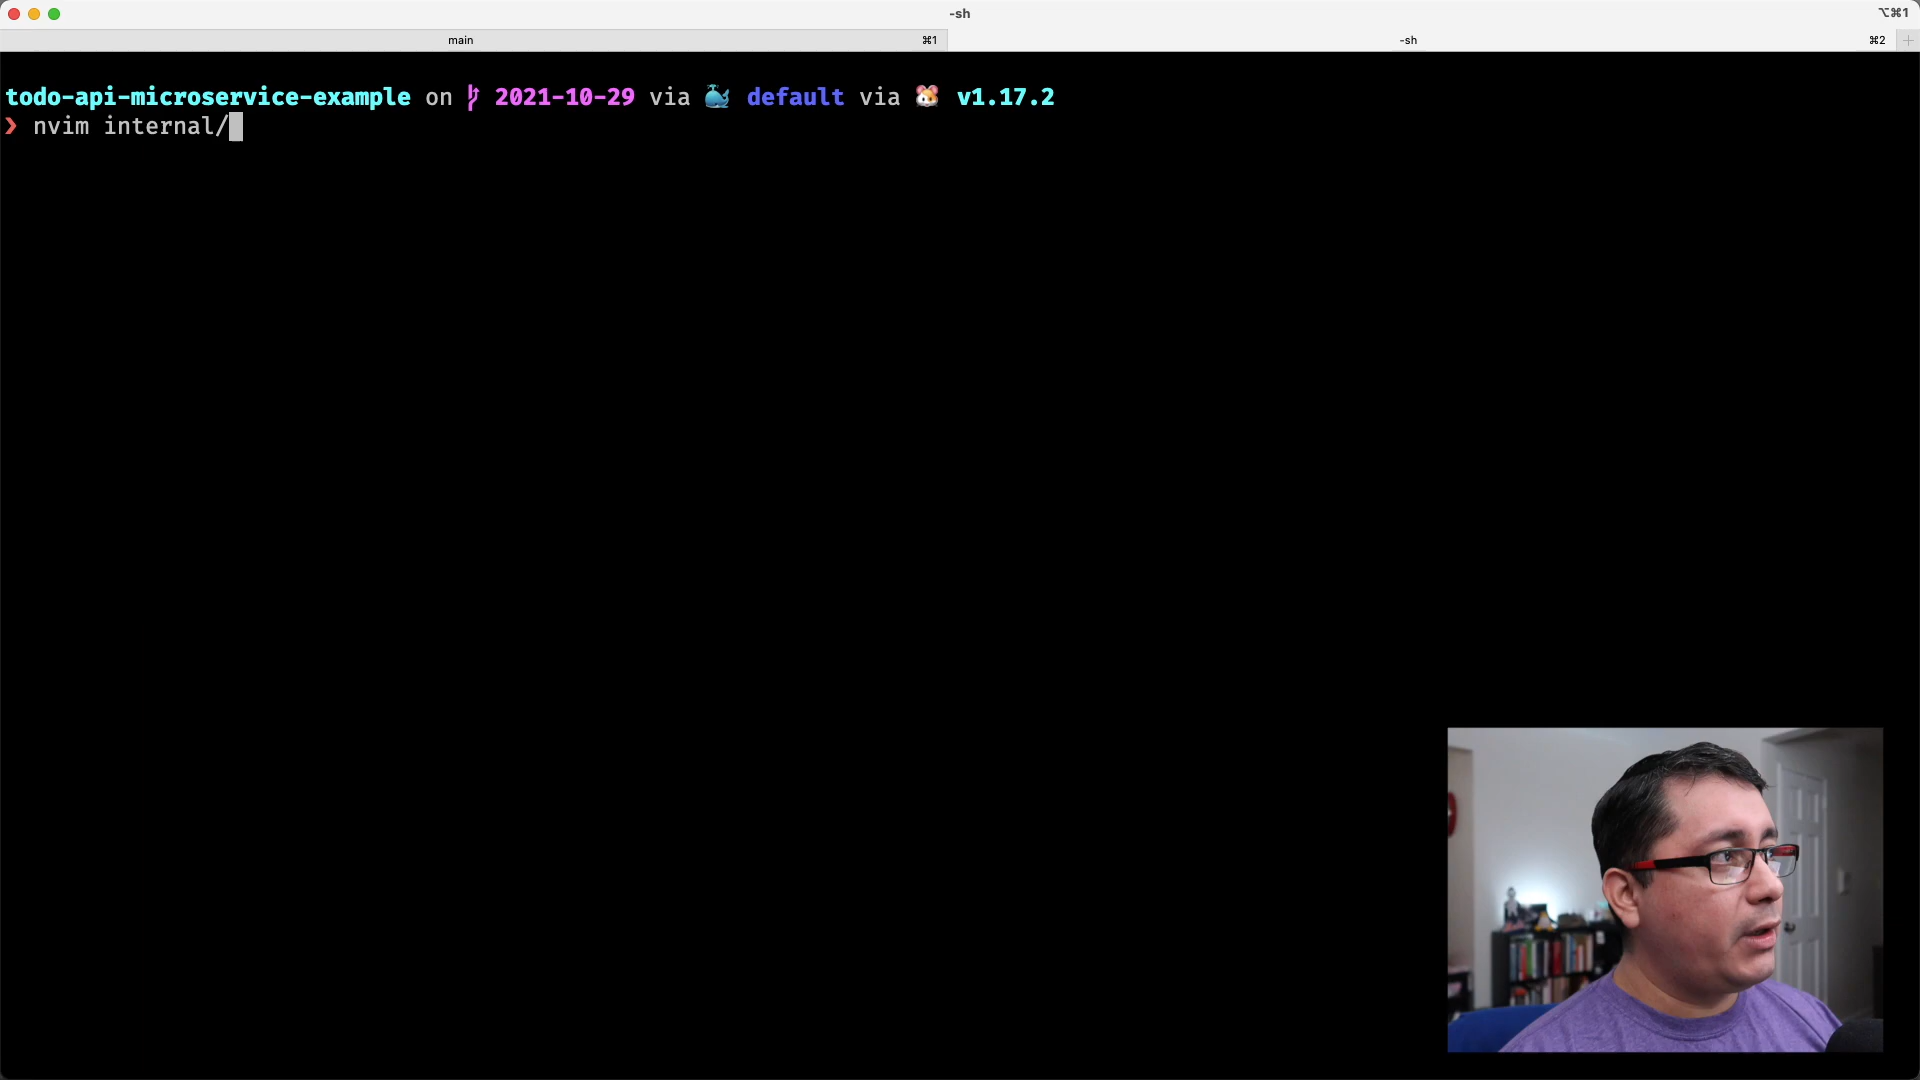 -sh
⌥⌘1
main ⌘1
-sh ⌘2
todo-api-microservice-example on 2021-10-29 via 🐳 default via 🐹 v1.17.2
❯ nvim internal/